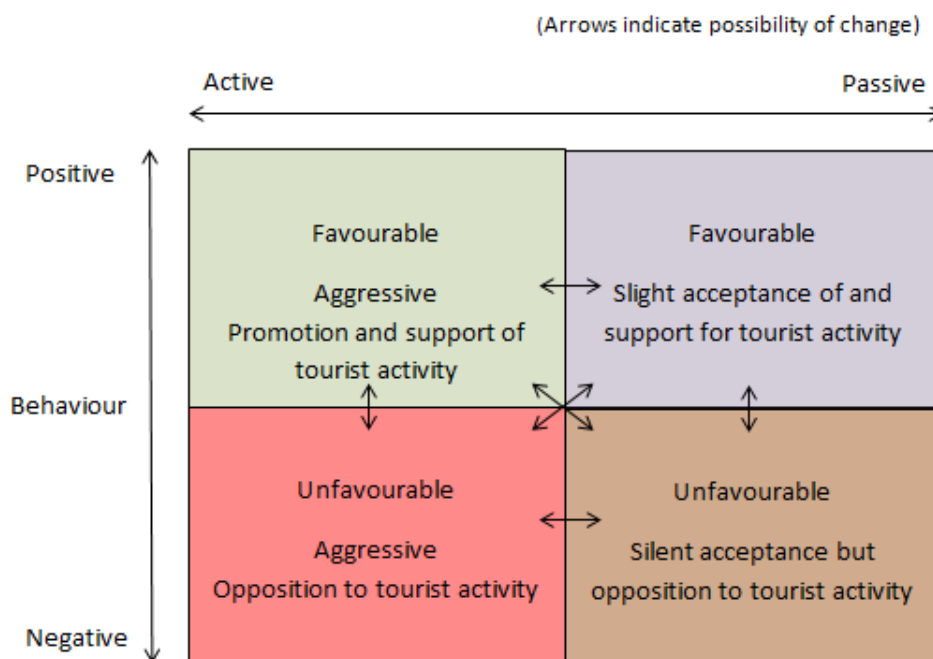 (Arrows indicate possibility of change)
Active
Passive
Positive
Favourable
Aggressive
Promotion and support of
tourist activity
Favourable
Slight acceptance of and
support for tourist activity
Behaviour
Unfavourable
Aggressive
Opposition to tourist activity
Unfavourable
Silent acceptance but
opposition to tourist activity
Negative